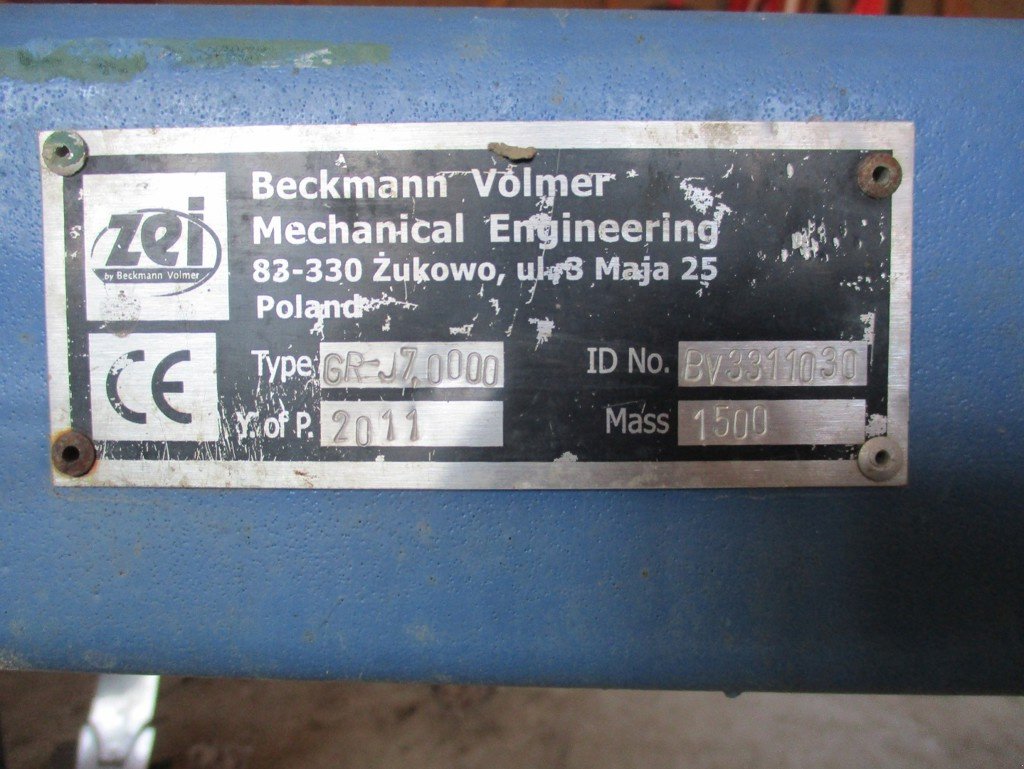 Beckmann Volmer
Mechanical Engineering
83-330 Żukowo, ul. 3 Maja 25
Poland
zei
by Beckmann Volmer
CE
Type GR-J7,0000 ID No. BV3311030
Y. of P. 2011 Mass 1500